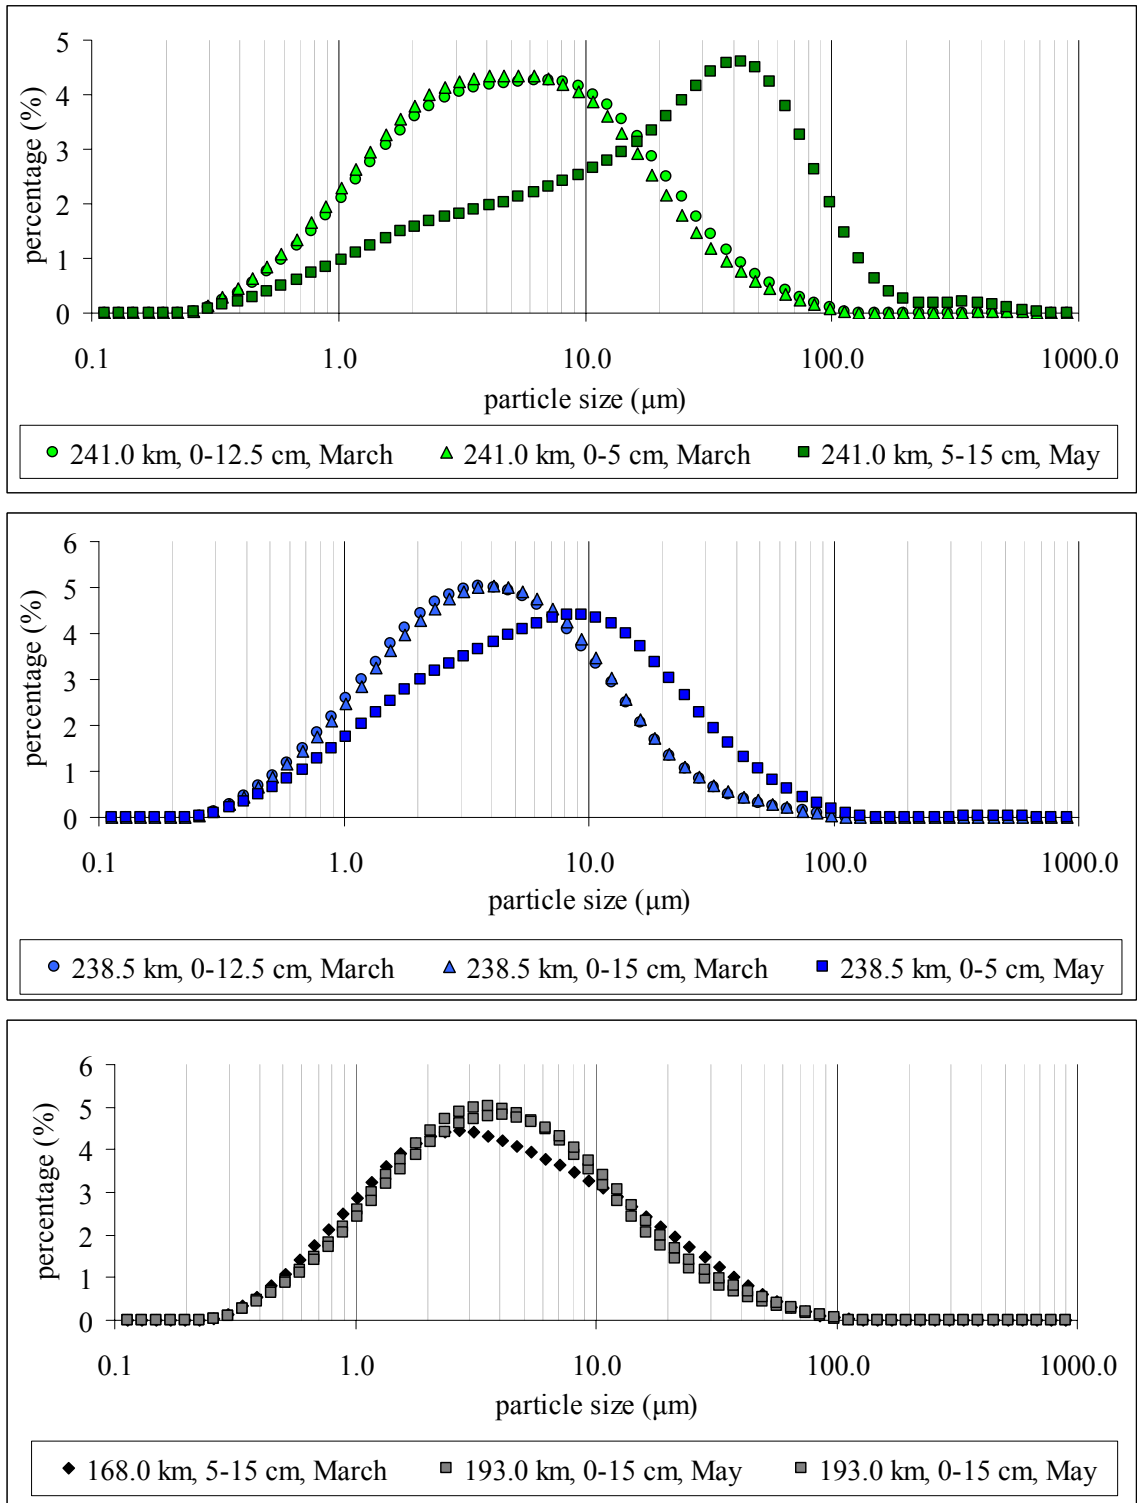 5
4
3
2
1
0
percentage (%)
0.1 1.0 10.0 100.0 1000.0
particle size (μm)
241.0 km, 0-12.5 cm, March 241.0 km, 0-5 cm, March 241.0 km, 5-15 cm, May
6
5
4
3
2
1
0
percentage (%)
0.1 1.0 10.0 100.0 1000.0
particle size (μm)
238.5 km, 0-12.5 cm, March 238.5 km, 0-15 cm, March 238.5 km, 0-5 cm, May
6
5
4
3
2
1
0
percentage (%)
0.1 1.0 10.0 100.0 1000.0
particle size (μm)
168.0 km, 5-15 cm, March 193.0 km, 0-15 cm, May 193.0 km, 0-15 cm, May